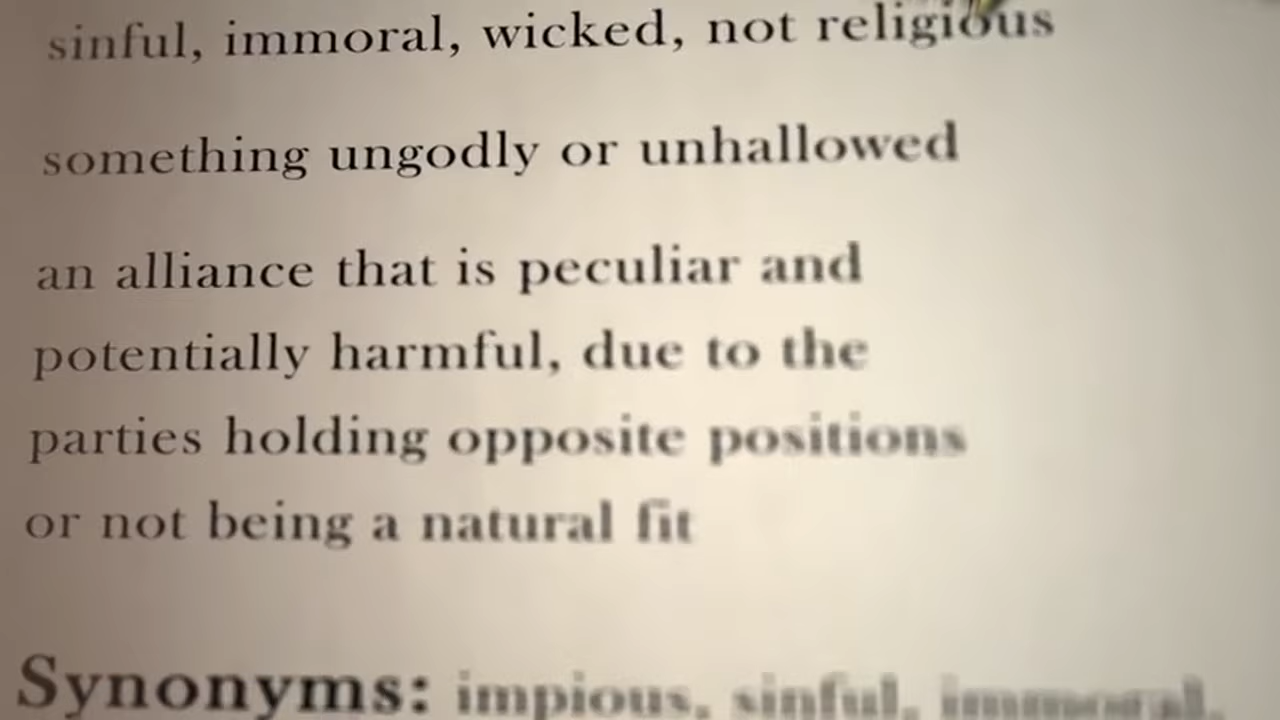 sinful, immoral, wicked, not religious
something ungodly or unhallowed
an alliance that is peculiar and
potentially harmful, due to the
parties holding opposite positions
or not being a natural fit
Synonyms: impious, sinful, immoral,